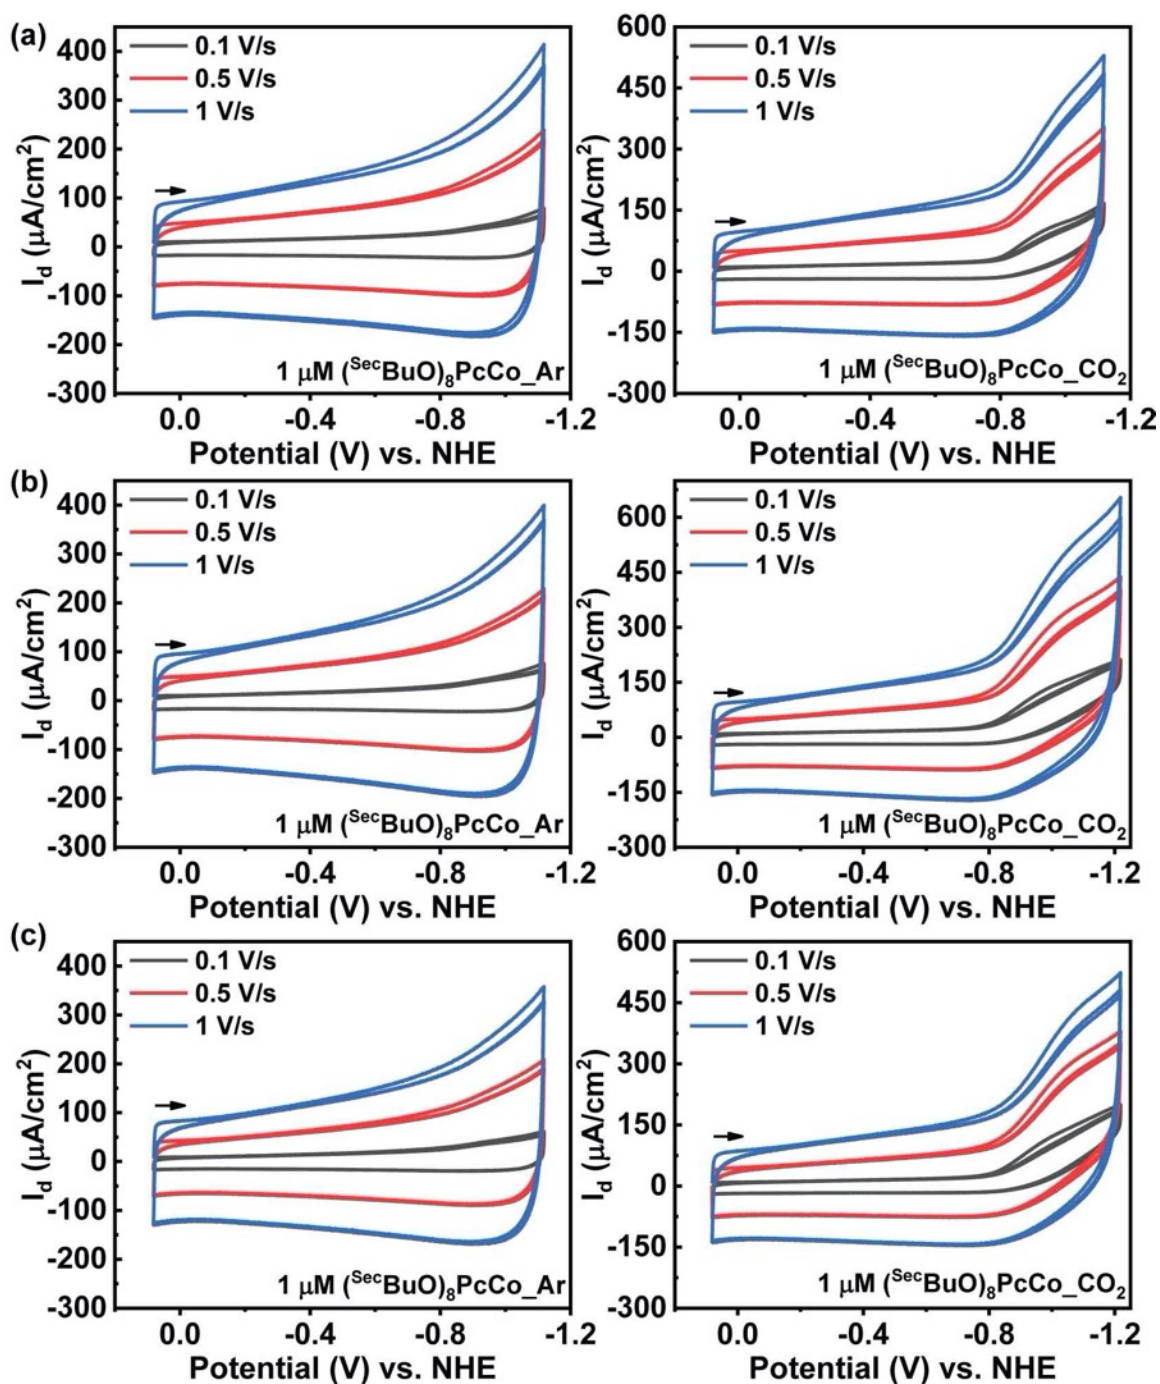 (a)
0.1 V/s
0.5 V/s
1 V/s
400
300
200
100
0
-100
-200
-300
I_d (µA/cm²)
1 µM (^SecBuO)₈PcCo_Ar
0.0 -0.4 -0.8 -1.2
Potential (V) vs. NHE
0.1 V/s
0.5 V/s
1 V/s
600
450
300
150
0
-150
-300
I_d (µA/cm²)
1 µM (^SecBuO)₈PcCo_CO₂
0.0 -0.4 -0.8 -1.2
Potential (V) vs. NHE
(b)
0.1 V/s
0.5 V/s
1 V/s
400
300
200
100
0
-100
-200
-300
I_d (µA/cm²)
1 µM (^SecBuO)₈PcCo_Ar
0.0 -0.4 -0.8 -1.2
Potential (V) vs. NHE
0.1 V/s
0.5 V/s
1 V/s
600
450
300
150
0
-150
-300
I_d (µA/cm²)
1 µM (^SecBuO)₈PcCo_CO₂
0.0 -0.4 -0.8 -1.2
Potential (V) vs. NHE
(c)
0.1 V/s
0.5 V/s
1 V/s
400
300
200
100
0
-100
-200
-300
I_d (µA/cm²)
1 µM (^SecBuO)₈PcCo_Ar
0.0 -0.4 -0.8 -1.2
Potential (V) vs. NHE
0.1 V/s
0.5 V/s
1 V/s
600
450
300
150
0
-150
-300
I_d (µA/cm²)
1 µM (^SecBuO)₈PcCo_CO₂
0.0 -0.4 -0.8 -1.2
Potential (V) vs. NHE